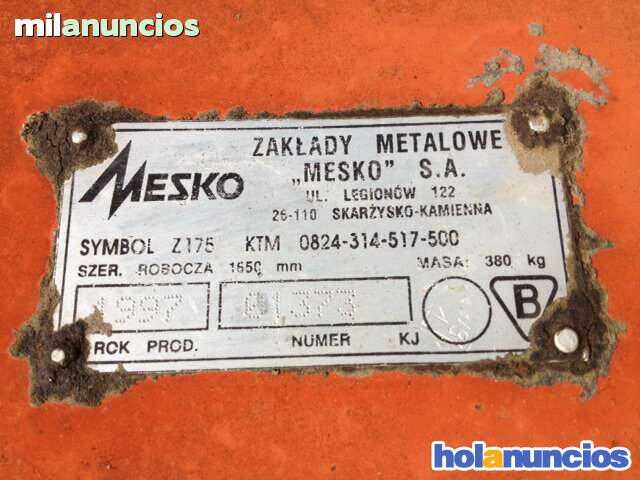 milanuncios
MESKO
ZAKŁADY METALOWE
„MESKO" S.A.
UL. LEGIONÓW 122
26-110 SKARŻYSKO-KAMIENNA
SYMBOL Z175 KTM 0824-314-517-500
SZER. ROBOCZA 1650 mm MASA: 380 kg
1997 01373 B
ROK PROD. NUMER KJ
holanuncios